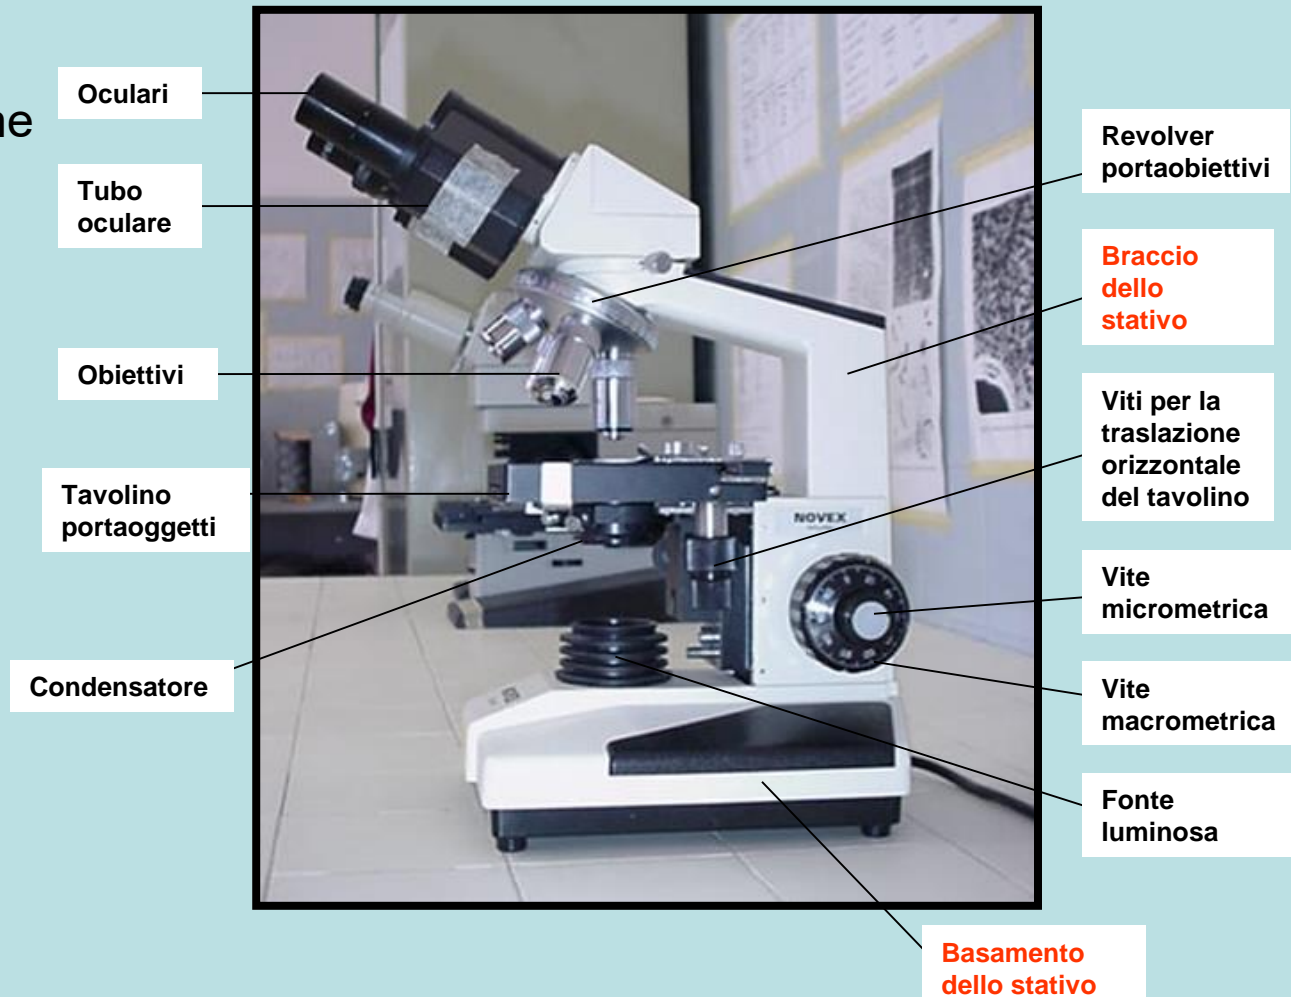 ne
Oculari
Tubo
oculare
Obiettivi
Tavolino
portaoggetti
Condensatore
Revolver
portaobiettivi
Braccio
dello
stativo
Viti per la
traslazione
orizzontale
del tavolino
NOVEX
Vite
micrometrica
Vite
macrometrica
Fonte
luminosa
Basamento
dello stativo